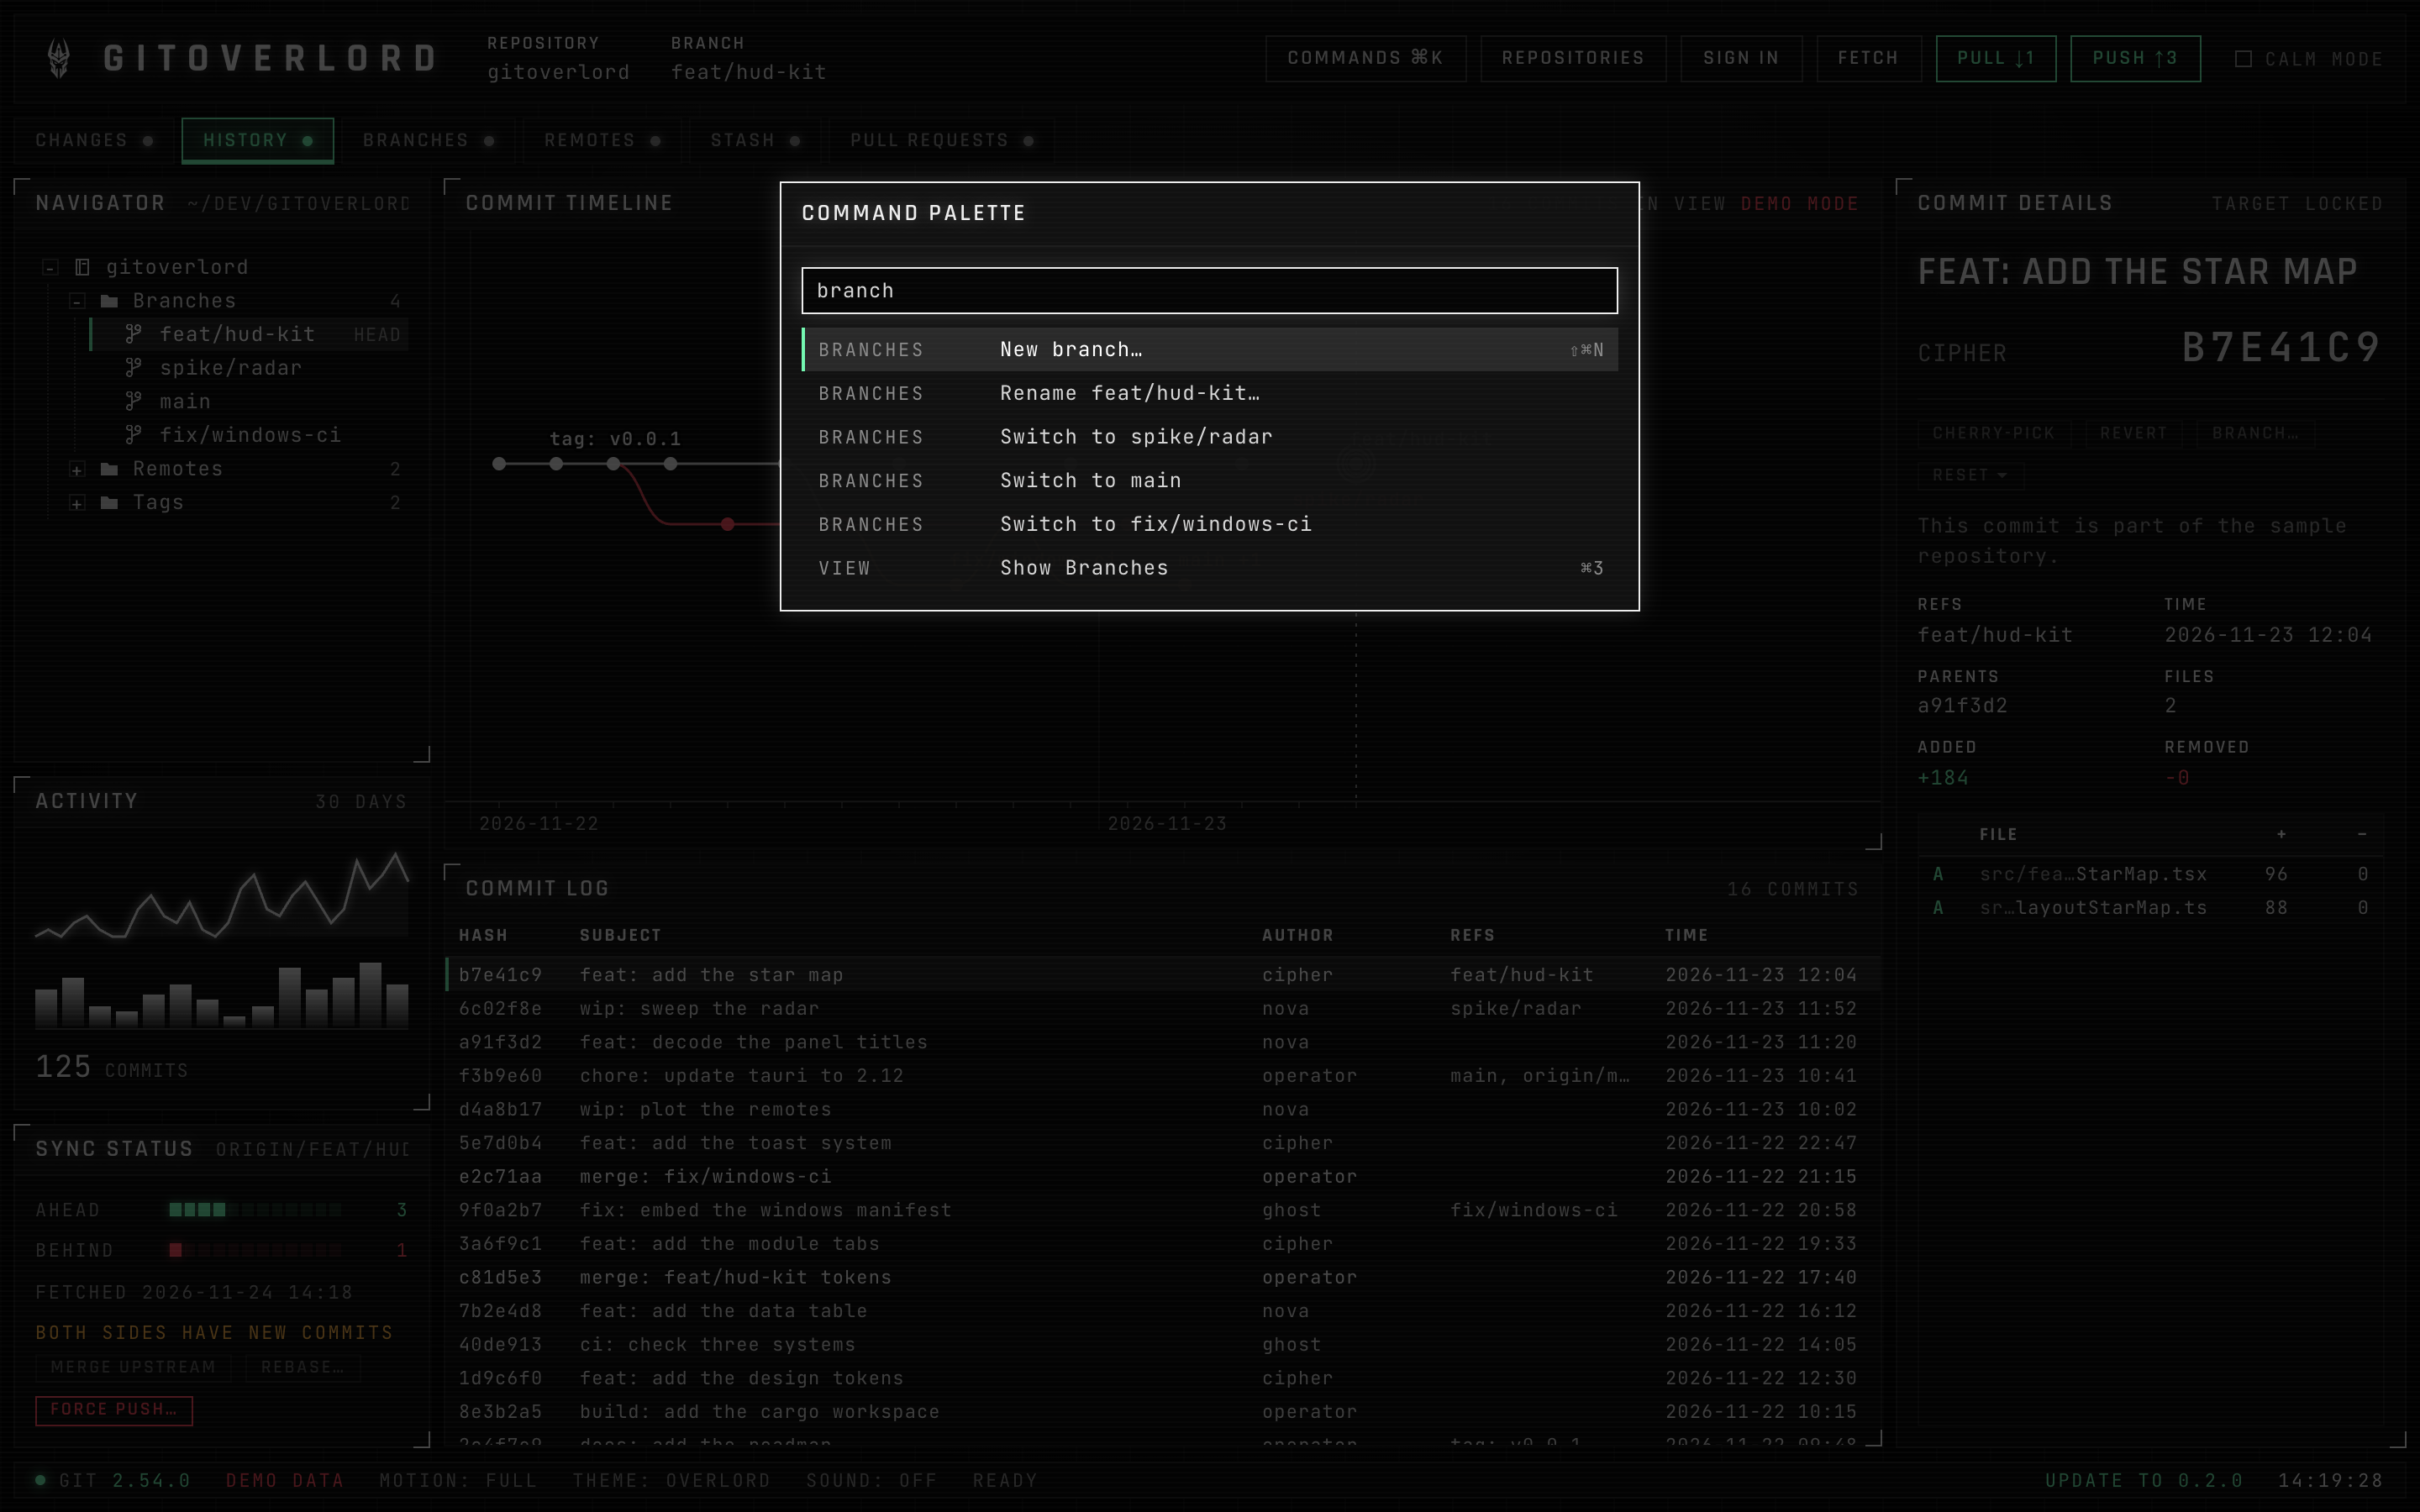 GITOVERLORD
REPOSITORY
gitoverlord
BRANCH
feat/hud-kit
COMMANDS ⌘K
REPOSITORIES
SIGN IN
FETCH
PULL ↓1
PUSH ↑3
CALM MODE
CHANGES
HISTORY
BRANCHES
REMOTES
STASH
PULL REQUESTS
NAVIGATOR ~/DEV/GITOVERLORD
gitoverlord
Branches 4
feat/hud-kit HEAD
spike/radar
main
fix/windows-ci
Remotes 2
Tags 2
ACTIVITY 30 DAYS
125 COMMITS
SYNC STATUS ORIGIN/FEAT/HUD
AHEAD 3
BEHIND 1
FETCHED 2026-11-24 14:18
BOTH SIDES HAVE NEW COMMITS
MERGE UPSTREAM
REBASE…
FORCE PUSH…
COMMIT TIMELINE
VIEW DEMO MODE
tag: v0.0.1
2026-11-22
2026-11-23
COMMAND PALETTE
branch
BRANCHES New branch… ⇧⌘N
BRANCHES Rename feat/hud-kit…
BRANCHES Switch to spike/radar
BRANCHES Switch to main
BRANCHES Switch to fix/windows-ci
VIEW Show Branches ⌘3
COMMIT LOG 16 COMMITS
HASH SUBJECT AUTHOR REFS TIME
b7e41c9 feat: add the star map cipher feat/hud-kit 2026-11-23 12:04
6c02f8e wip: sweep the radar nova spike/radar 2026-11-23 11:52
a91f3d2 feat: decode the panel titles nova 2026-11-23 11:20
f3b9e60 chore: update tauri to 2.12 operator main, origin/m… 2026-11-23 10:41
d4a8b17 wip: plot the remotes nova 2026-11-23 10:02
5e7d0b4 feat: add the toast system cipher 2026-11-22 22:47
e2c71aa merge: fix/windows-ci operator 2026-11-22 21:15
9f0a2b7 fix: embed the windows manifest ghost fix/windows-ci 2026-11-22 20:58
3a6f9c1 feat: add the module tabs cipher 2026-11-22 19:33
c81d5e3 merge: feat/hud-kit tokens operator 2026-11-22 17:40
7b2e4d8 feat: add the data table nova 2026-11-22 16:12
40de913 ci: check three systems ghost 2026-11-22 14:05
1d9c6f0 feat: add the design tokens cipher 2026-11-22 12:30
8e3b2a5 build: add the cargo workspace operator 2026-11-22 10:15
docs: add the roadmap operator tag: v0.0.1 2026-11-22 09:48
COMMIT DETAILS TARGET LOCKED
FEAT: ADD THE STAR MAP
CIPHER B7E41C9
CHERRY-PICK
REVERT
BRANCH…
RESET
This commit is part of the sample
repository.
REFS TIME
feat/hud-kit 2026-11-23 12:04
PARENTS FILES
a91f3d2 2
ADDED REMOVED
+184 -0
FILE + −
A src/fea…StarMap.tsx 96 0
A sr…layoutStarMap.ts 88 0
GIT 2.54.0
DEMO DATA
MOTION: FULL
THEME: OVERLORD
SOUND: OFF
READY
UPDATE TO 0.2.0
14:19:28